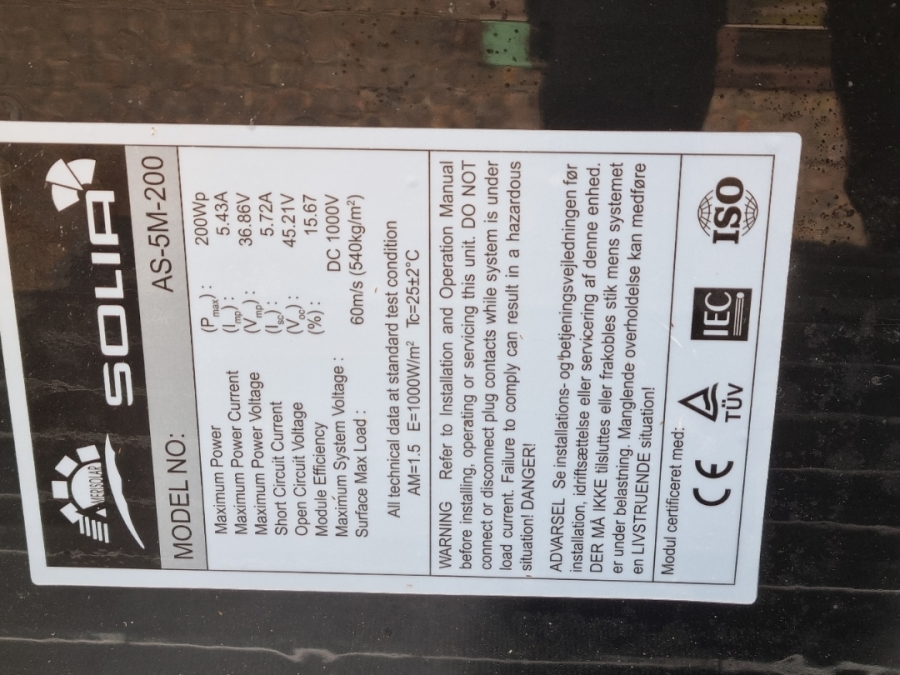 AMERISOLAR
SOLIA
MODEL NO: AS-5M-200
Maximum Power (Pmax) : 200Wp
Maximum Power Current (Imp) : 5.43A
Maximum Power Voltage (Vmp) : 36.86V
Short Circuit Current (Isc) : 5.72A
Open Circuit Voltage (Voc) : 45.21V
Module Efficiency (%) : 15.67
Maximum System Voltage : DC 1000V
Surface Max Load : 60m/s (540kg/m²)
All technical data at standard test condition
AM=1.5 E=1000W/m² Tc=25±2°C
WARNING Refer to Installation and Operation Manual
before installing, operating or servicing this unit. DO NOT
connect or disconnect plug contacts while system is under
load current. Failure to comply can result in a hazardous
situation! DANGER!
ADVARSEL Se installations- og betjeningsvejledningen før
installation, idriftsættelse eller servicering af denne enhed.
DER MÅ IKKE tilsluttes eller frakobles stik mens systemet
er under belastning. Manglende overholdelse kan medføre
en LIVSTRUENDE situation!
Modul certificeret med:
CE TÜV IEC ISO